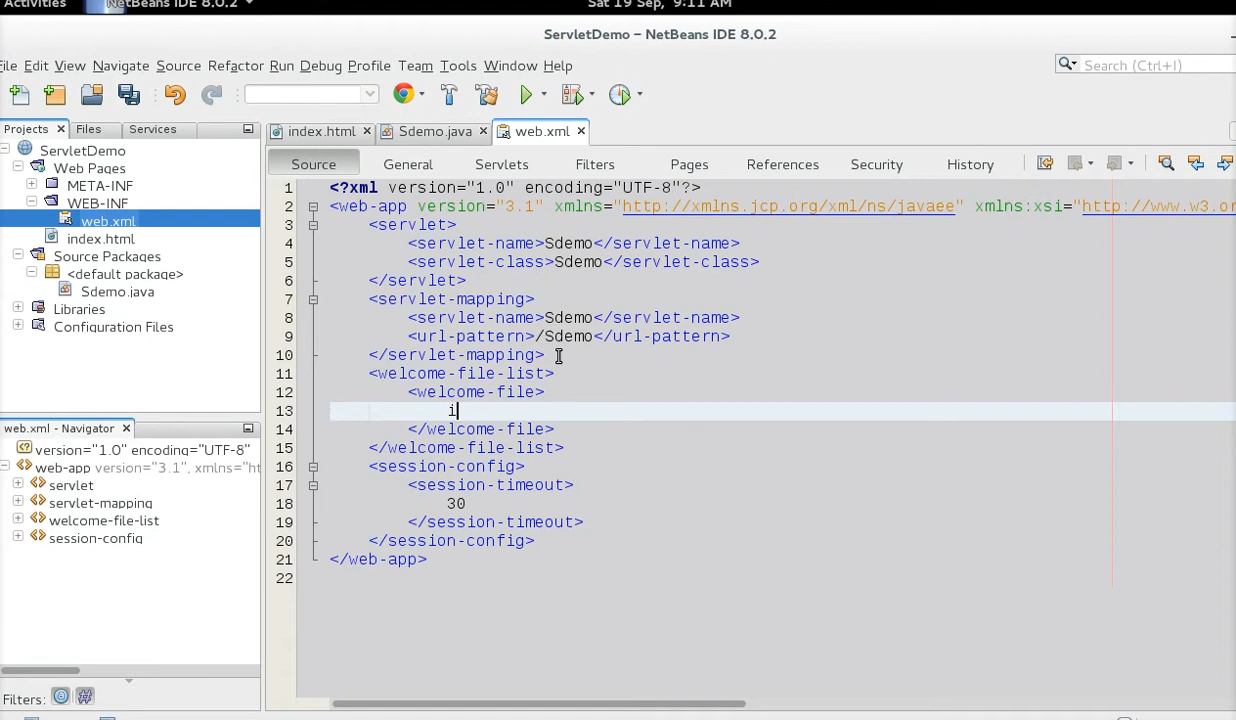 Activities NetBeans IDE 8.0.2 Sat 19 Sep, 9:11 AM
ServletDemo – NetBeans IDE 8.0.2
File Edit View Navigate Source Refactor Run Debug Profile Team Tools Window Help Search (Ctrl+I)
Projects Files Services
index.html Sdemo.java web.xml
Source General Servlets Filters Pages References Security History
ServletDemo
Web Pages
META-INF
WEB-INF
web.xml
index.html
Source Packages
<default package>
Sdemo.java
Libraries
Configuration Files
web.xml - Navigator
version="1.0" encoding="UTF-8"
web-app version="3.1", xmlns="ht
servlet
servlet-mapping
welcome-file-list
session-config
Filters:
1 <?xml version="1.0" encoding="UTF-8"?>
2 <web-app version="3.1" xmlns="http://xmlns.jcp.org/xml/ns/javaee" xmlns:xsi="http://www.w3.or
3 <servlet>
4 <servlet-name>Sdemo</servlet-name>
5 <servlet-class>Sdemo</servlet-class>
6 </servlet>
7 <servlet-mapping>
8 <servlet-name>Sdemo</servlet-name>
9 <url-pattern>/Sdemo</url-pattern>
10 </servlet-mapping>
11 <welcome-file-list>
12 <welcome-file>
13 i
14 </welcome-file>
15 </welcome-file-list>
16 <session-config>
17 <session-timeout>
18 30
19 </session-timeout>
20 </session-config>
21 </web-app>
22